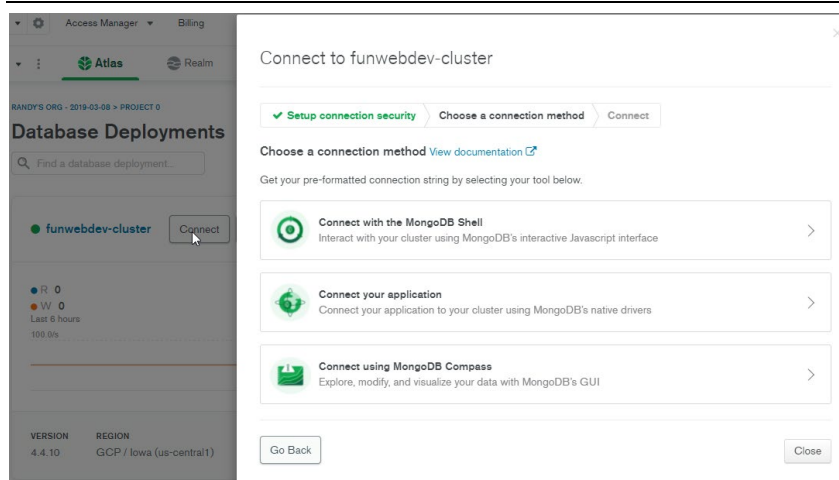 Access Manager Billing
Atlas Realm
RANDY'S ORG - 2019-03-08 > PROJECT 0
Database Deployments
Find a database deployment...
funwebdev-cluster Connect
R 0
W 0
Last 6 hours
100.0/s
VERSION REGION
4.4.10 GCP / Iowa (us-central1)
Connect to funwebdev-cluster
Setup connection security Choose a connection method Connect
Choose a connection method View documentation
Get your pre-formatted connection string by selecting your tool below.
Connect with the MongoDB Shell
Interact with your cluster using MongoDB's interactive Javascript interface
Connect your application
Connect your application to your cluster using MongoDB's native drivers
Connect using MongoDB Compass
Explore, modify, and visualize your data with MongoDB's GUI
Go Back Close